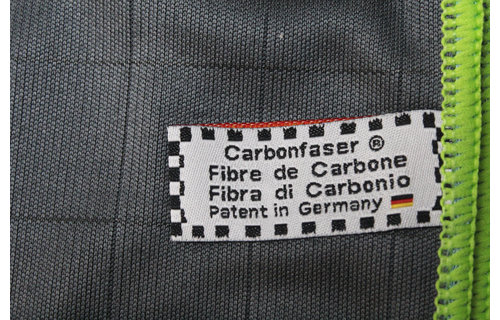 Carbonfaser ®
Fibre de Carbone
Fibra di Carbonio
Patent in Germany